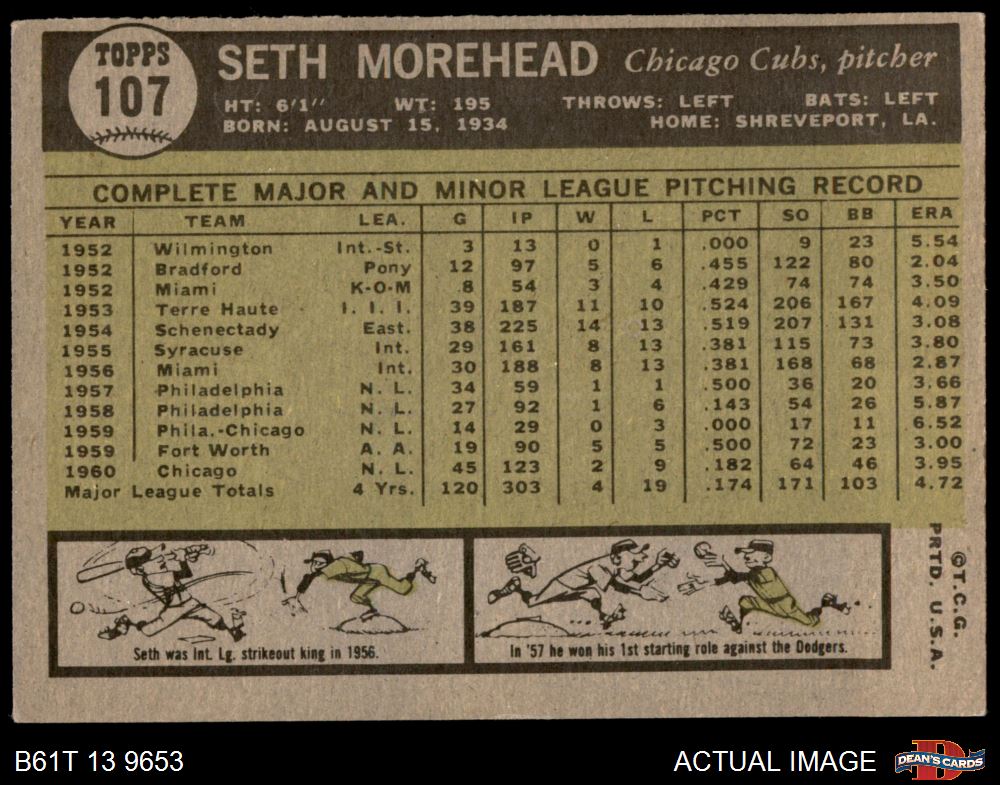 TOPPS
107
SETH MOREHEAD Chicago Cubs, pitcher
HT: 6'1" WT: 195 THROWS: LEFT BATS: LEFT
BORN: AUGUST 15, 1934 HOME: SHREVEPORT, LA.
COMPLETE MAJOR AND MINOR LEAGUE PITCHING RECORD
YEAR TEAM LEA. G IP W L PCT SO BB ERA
1952 Wilmington Int.-St. 3 13 0 1 .000 9 23 5.54
1952 Bradford Pony 12 97 5 6 .455 122 80 2.04
1952 Miami K-O-M 8 54 3 4 .429 74 74 3.50
1953 Terre Haute I. I. I. 39 187 11 10 .524 206 167 4.09
1954 Schenectady East. 38 225 14 13 .519 207 131 3.08
1955 Syracuse Int. 29 161 8 13 .381 115 73 3.80
1956 Miami Int. 30 188 8 13 .381 168 68 2.87
1957 Philadelphia N. L. 34 59 1 1 .500 36 20 3.66
1958 Philadelphia N. L. 27 92 1 6 .143 54 26 5.87
1959 Phila.-Chicago N. L. 14 29 0 3 .000 17 11 6.52
1959 Fort Worth A. A. 19 90 5 5 .500 72 23 3.00
1960 Chicago N. L. 45 123 2 9 .182 64 46 3.95
Major League Totals 4 Yrs. 120 303 4 19 .174 171 103 4.72
Seth was Int. Lg. strikeout king in 1956.
In '57 he won his 1st starting role against the Dodgers.
©T.C.G.
PRTD. U.S.A.
B61T 13 9653 ACTUAL IMAGE DEAN'S CARDS